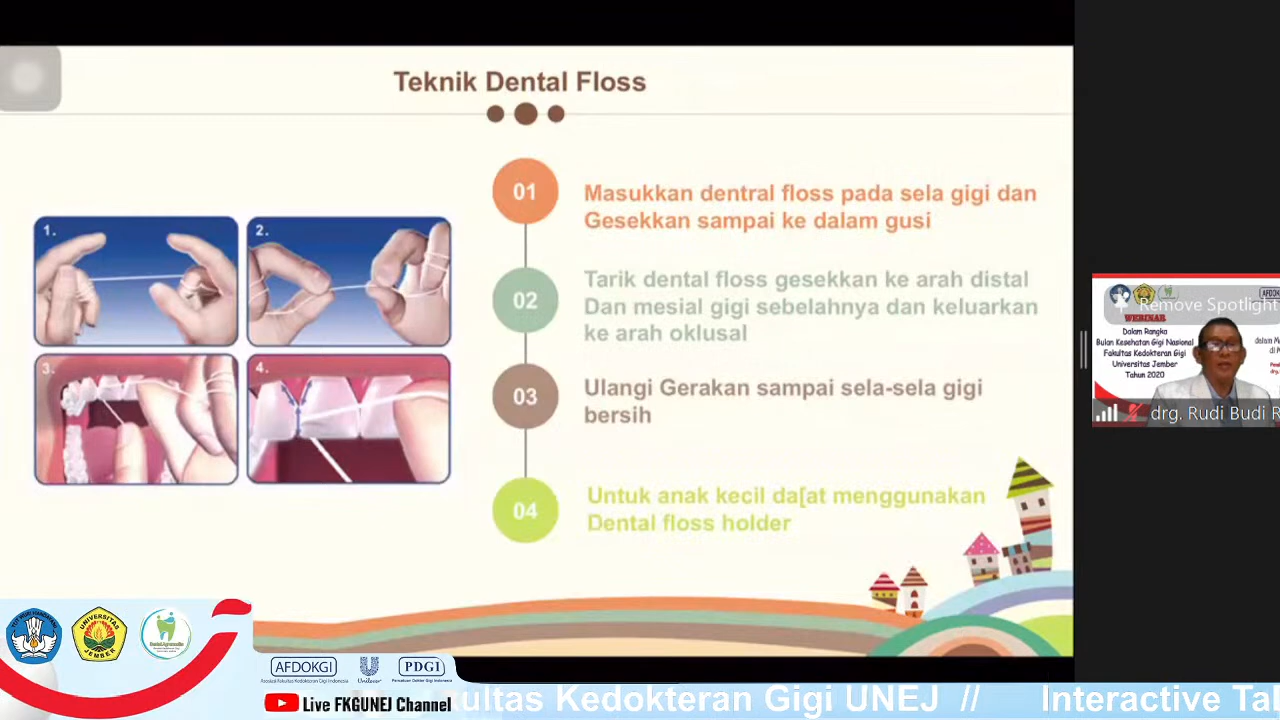 Teknik Dental Floss
01
Masukkan dentral floss pada sela gigi dan
Gesekkan sampai ke dalam gusi
02
Tarik dental floss gesekkan ke arah distal
Dan mesial gigi sebelahnya dan keluarkan
ke arah oklusal
03
Ulangi Gerakan sampai sela-sela gigi
bersih
04
Untuk anak kecil da[at menggunakan
Dental floss holder
1.
2.
3.
4.
Remove Spotlight
WEBINAR
Dalam Rangka
Bulan Kesehatan Gigi Nasional
Fakultas Kedokteran Gigi
Universitas Jember
Tahun 2020
drg. Rudi Budi R
UNIVERSITAS
JEMBER
AFDOKGI
Unilever
PDGI
Live FKGUNEJ Channel
kultas Kedokteran Gigi UNEJ // Interactive Tal